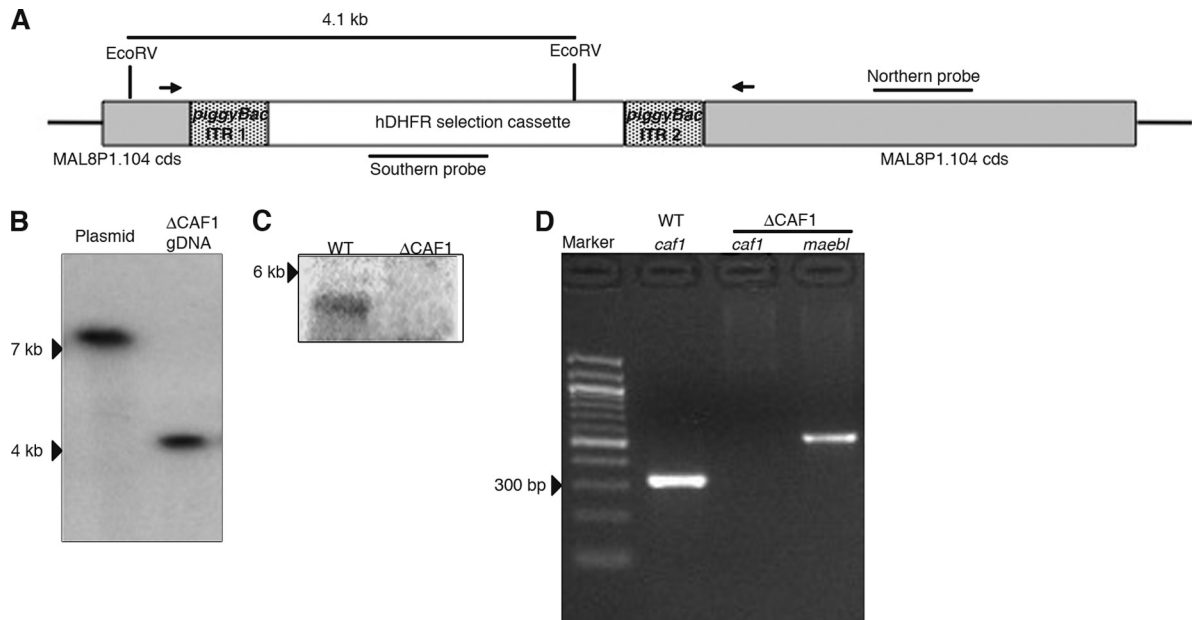 A
4.1 kb
EcoRV
EcoRV
Northern probe
piggyBac
ITR 1
hDHFR selection cassette
piggyBac
ITR 2
MAL8P1.104 cds
Southern probe
MAL8P1.104 cds
B
Plasmid
ΔCAF1
gDNA
7 kb
4 kb
C
WT
ΔCAF1
6 kb
D
Marker
WT
caf1
ΔCAF1
caf1
maebl
300 bp